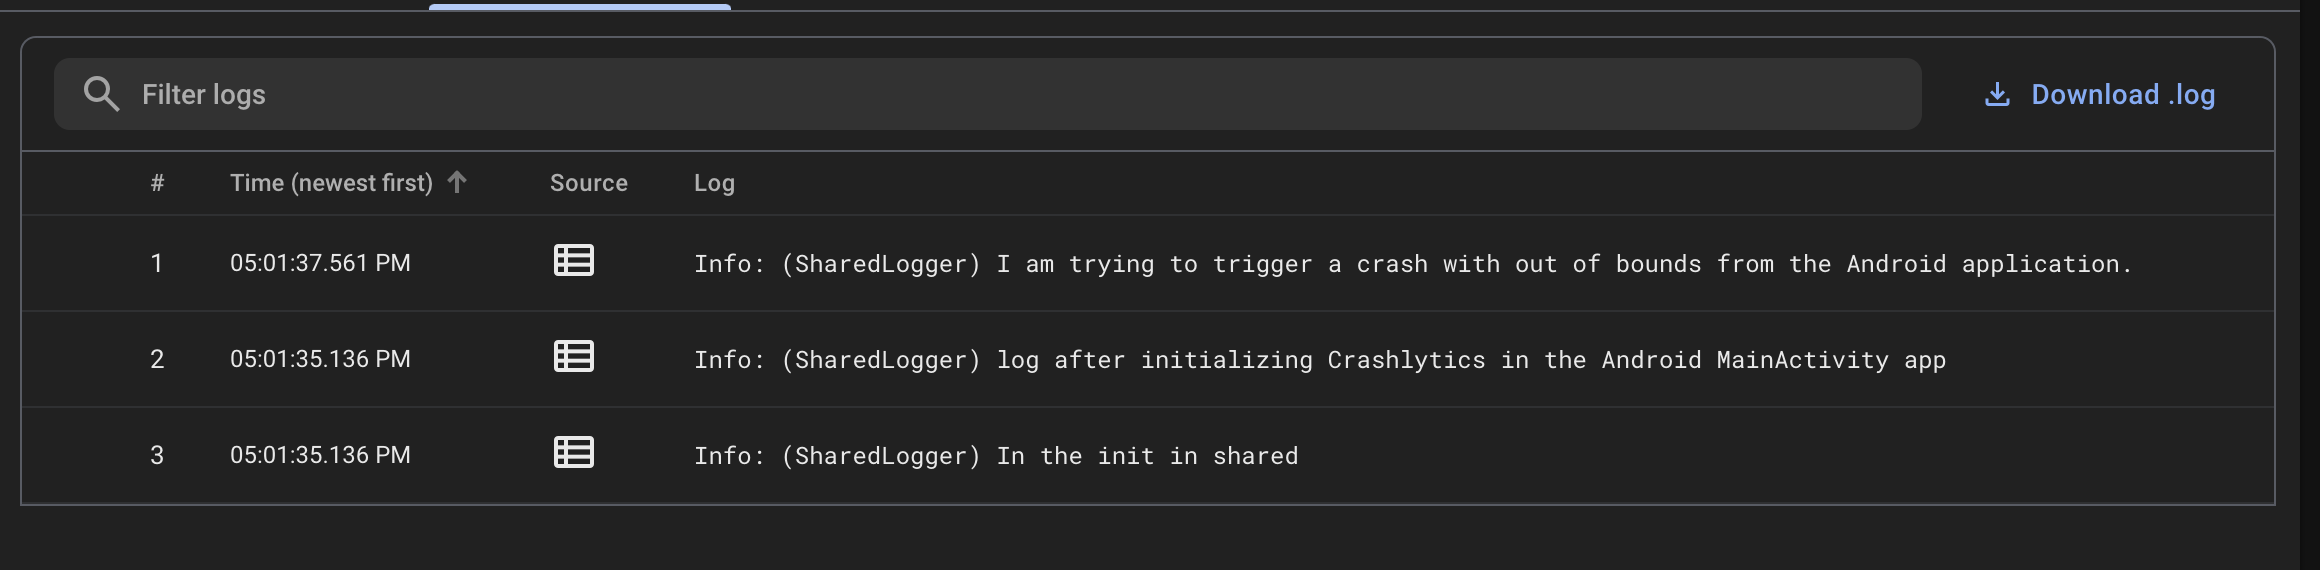 Filter logs
Download .log
# Time (newest first) Source Log
1 05:01:37.561 PM Info: (SharedLogger) I am trying to trigger a crash with out of bounds from the Android application.
2 05:01:35.136 PM Info: (SharedLogger) log after initializing Crashlytics in the Android MainActivity app
3 05:01:35.136 PM Info: (SharedLogger) In the init in shared